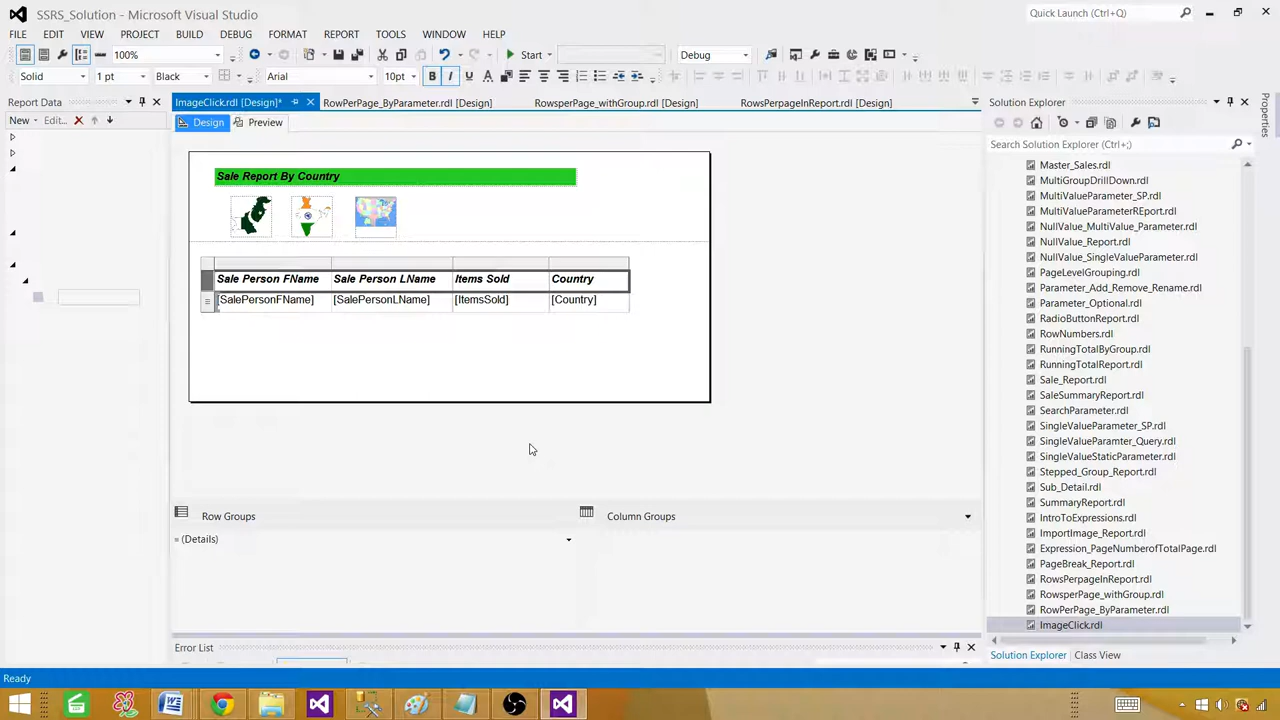 SSRS_Solution - Microsoft Visual Studio
Quick Launch (Ctrl+;)
FILE EDIT VIEW PROJECT BUILD DEBUG FORMAT REPORT TOOLS WINDOW HELP
100% Start Debug
Solid 1 pt Black Arial 10pt B I U A
Report Data
ImageClick.rdl [Design]* RowPerPage_ByParameter.rdl [Design] RowsperPage_withGroup.rdl [Design] RowsPerpageInReport.rdl [Design]
Solution Explorer
Properties
New Edit...
Design Preview
Search Solution Explorer (Ctrl+;)
Sale Report By Country
Sale Person FName Sale Person LName Items Sold Country
[SalePersonFName] [SalePersonLName] [ItemsSold] [Country]
Row Groups Column Groups
(Details)
Error List
Master_Sales.rdl
MultiGroupDrillDown.rdl
MultiValueParameter_SP.rdl
MultiValueParameterREport.rdl
NullValue_MultiValue_Parameter.rdl
NullValue_Report.rdl
NullValue_SingleValueParameter.rdl
PageLevelGrouping.rdl
Parameter_Add_Remove_Rename.rdl
Parameter_Optional.rdl
RadioButtonReport.rdl
RowNumbers.rdl
RunningTotalByGroup.rdl
RunningTotalReport.rdl
Sale_Report.rdl
SaleSummaryReport.rdl
SearchParameter.rdl
SingleValueParameter_SP.rdl
SingleValueParamter_Query.rdl
SingleValueStaticParameter.rdl
Stepped_Group_Report.rdl
Sub_Detail.rdl
SummaryReport.rdl
IntroToExpressions.rdl
ImportImage_Report.rdl
Expression_PageNumberofTotalPage.rdl
PageBreak_Report.rdl
RowsPerpageInReport.rdl
RowsperPage_withGroup.rdl
RowPerPage_ByParameter.rdl
ImageClick.rdl
Solution Explorer Class View
Ready